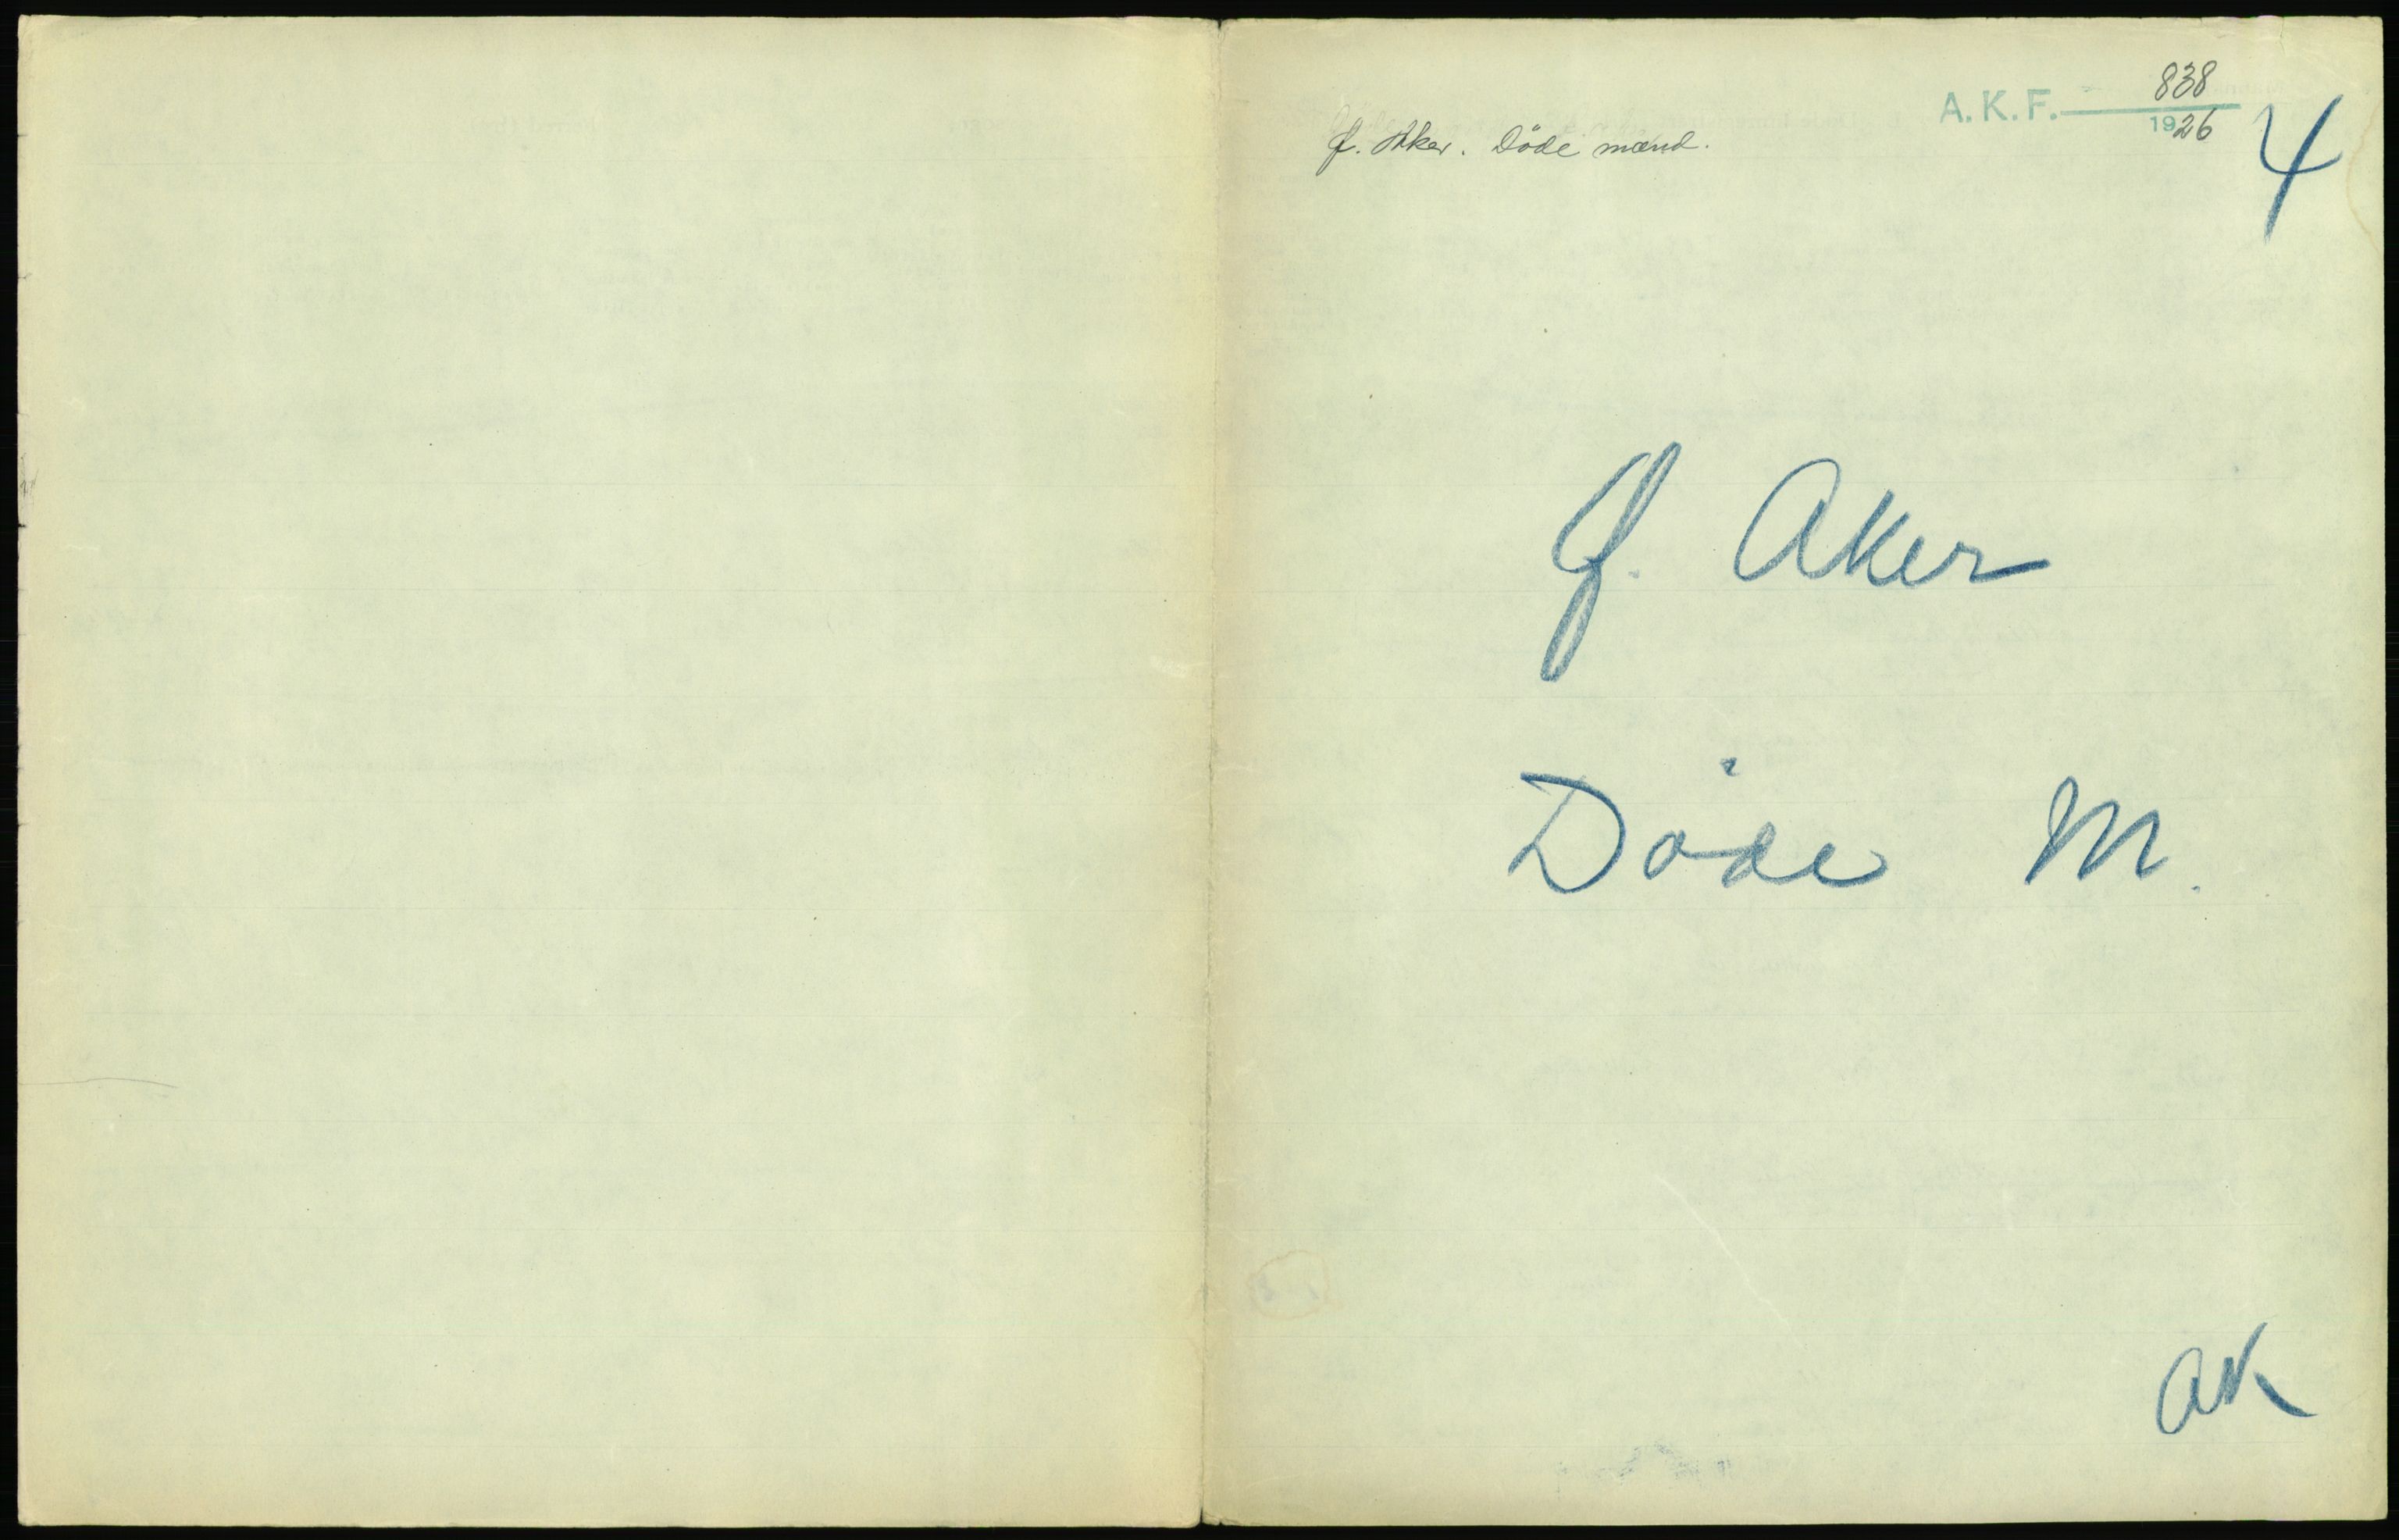 A.K.F. 838
1926
4
Ø. Aker. Döde mænd.
Ø. Aker
Döde M.
AK